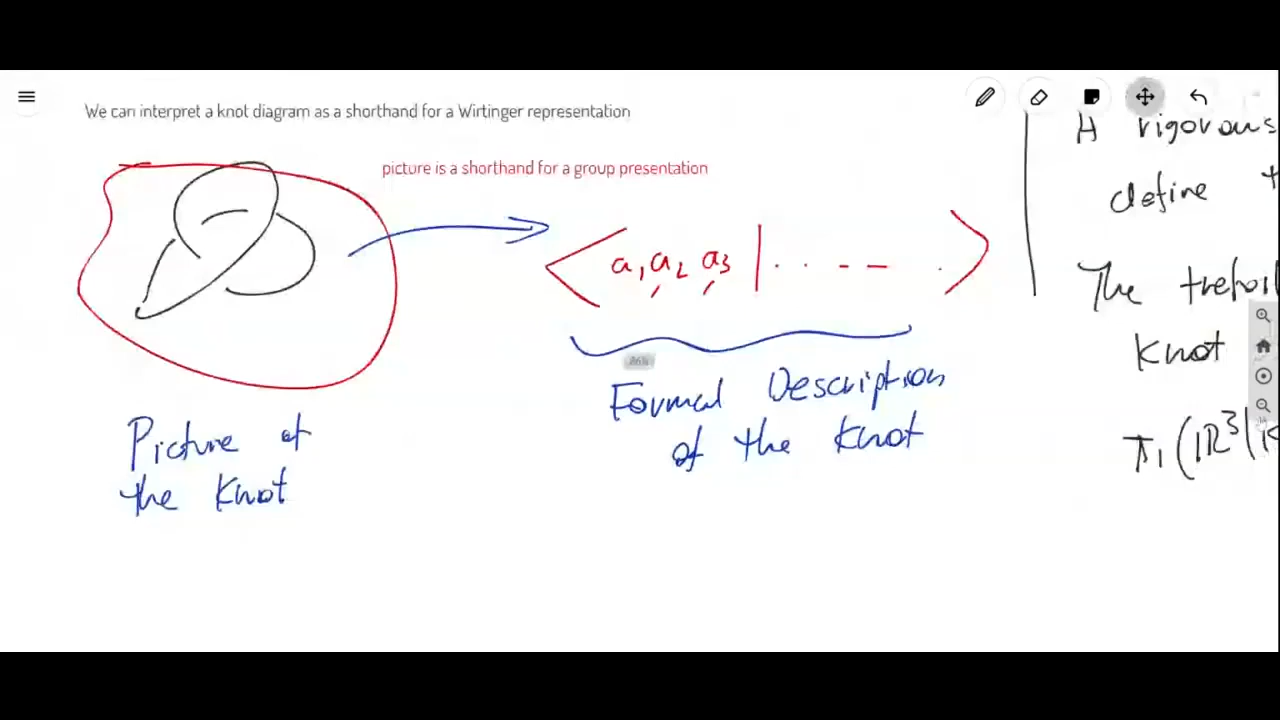 We can interpret a knot diagram as a shorthand for a Wirtinger representation
picture is a shorthand for a group presentation
A rigorous
define
⟨ a₁, a₂, a₃ | . . - - . ⟩
The trefoil
knot
86%
Formal Description
of the Knot
Picture of
the Knot
π₁(ℝ³\K